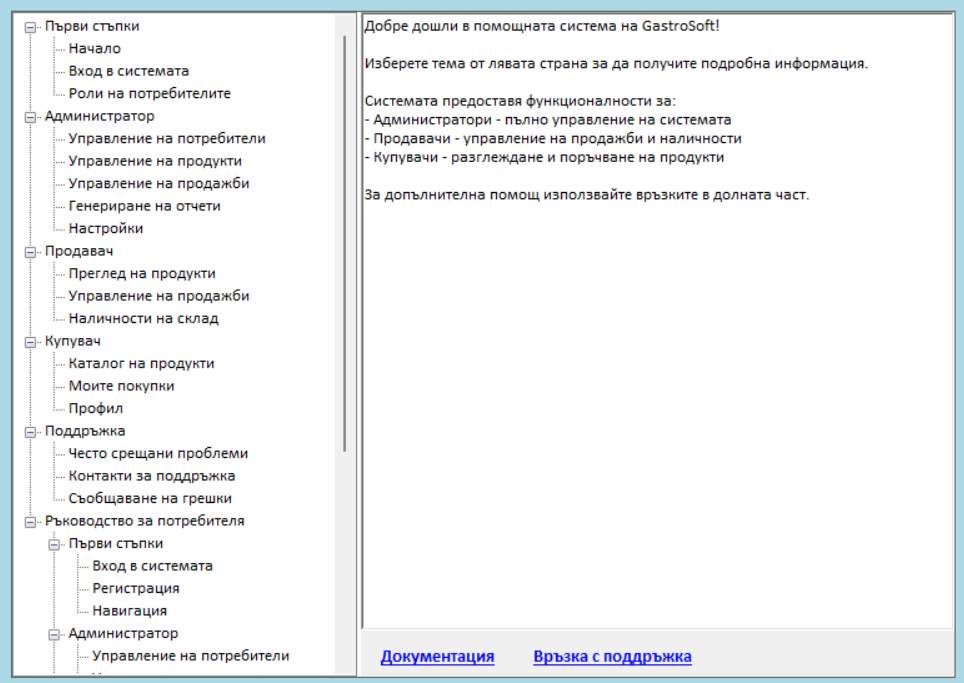 Първи стъпки
Начало
Вход в системата
Роли на потребителите
Администратор
Управление на потребители
Управление на продукти
Управление на продажби
Генериране на отчети
Настройки
Продавач
Преглед на продукти
Управление на продажби
Наличности на склад
Купувач
Каталог на продукти
Моите покупки
Профил
Поддръжка
Често срещани проблеми
Контакти за поддръжка
Съобщаване на грешки
Ръководство за потребителя
Първи стъпки
Вход в системата
Регистрация
Навигация
Администратор
Управление на потребители
Добре дошли в помощната система на GastroSoft!
Изберете тема от лявата страна за да получите подробна информация.
Системата предоставя функционалности за:
- Администратори - пълно управление на системата
- Продавачи - управление на продажби и наличности
- Купувачи - разглеждане и поръчване на продукти
За допълнителна помощ използвайте връзките в долната част.
Документация
Връзка с поддръжка